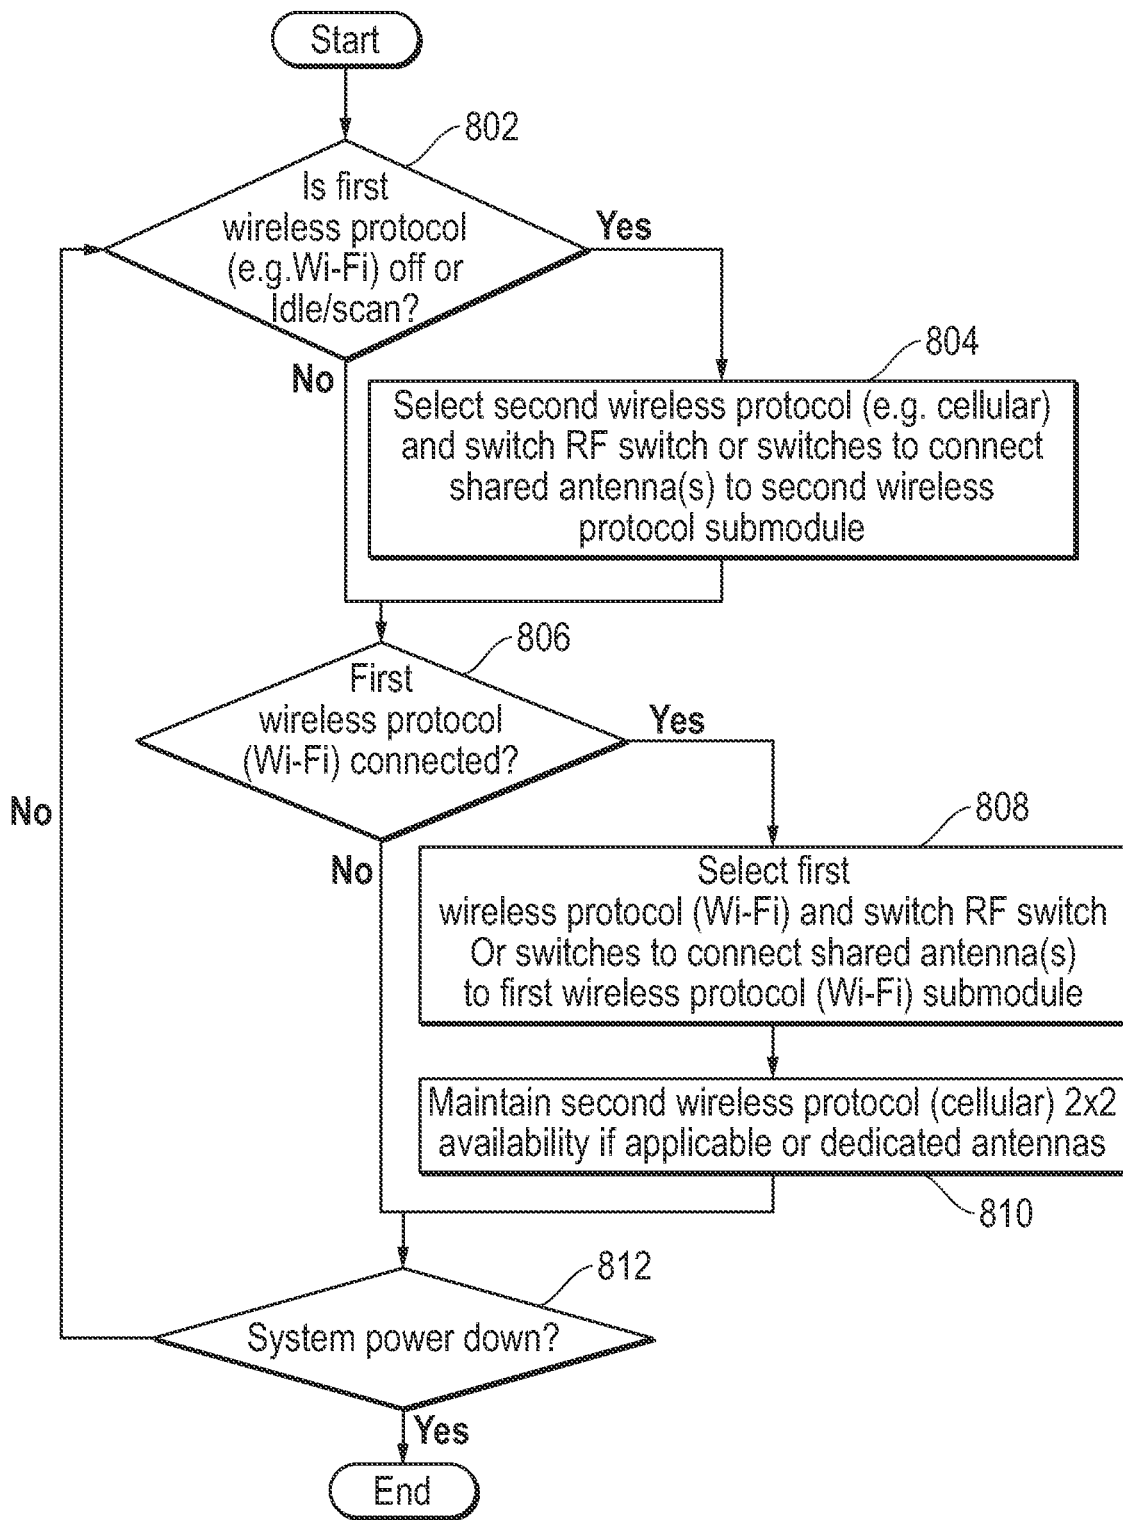 Start
802
Is first
wireless protocol
(e.g.Wi-Fi) off or
Idle/scan?
Yes
No
804
Select second wireless protocol (e.g. cellular)
and switch RF switch or switches to connect
shared antenna(s) to second wireless
protocol submodule
806
First
wireless protocol
(Wi-Fi) connected?
Yes
No
No
808
Select first
wireless protocol (Wi-Fi) and switch RF switch
Or switches to connect shared antenna(s)
to first wireless protocol (Wi-Fi) submodule
Maintain second wireless protocol (cellular) 2x2
availability if applicable or dedicated antennas
810
812
System power down?
Yes
End